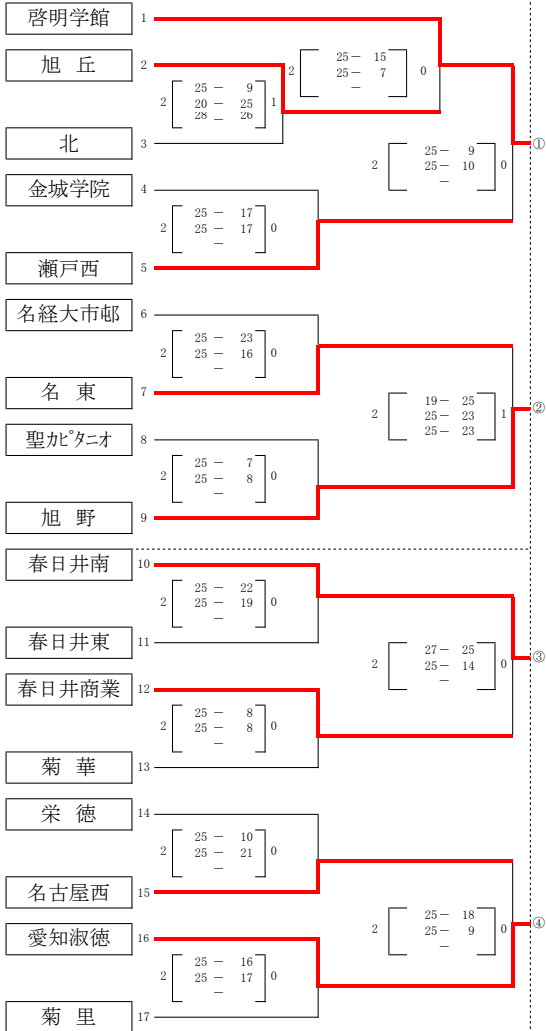 啓明学館 1
旭 丘 2
2 25 － 9 1
20 － 25
28 － 26
2 25－ 15 0
25－ 7
－
北 3
金城学院 4
2 25 － 17 0
25 － 17
－
瀬戸西 5
2 25－ 9 0
25－ 10
－
①
名経大市邨 6
2 25 － 23 0
25 － 16
－
名 東 7
聖カピタニオ 8
2 25 － 7 0
25 － 8
－
旭 野 9
2 19－ 25 1
25－ 23
25－ 23
②
春日井南 10
2 25 － 22 0
25 － 19
－
春日井東 11
春日井商業 12
2 25 － 8 0
25 － 8
－
菊 華 13
2 27－ 25 0
25－ 14
－
③
栄 徳 14
2 25 － 10 0
25 － 21
－
名古屋西 15
愛知淑徳 16
2 25 － 16 0
25 － 17
－
菊 里 17
2 25－ 18 0
25－ 9
－
④